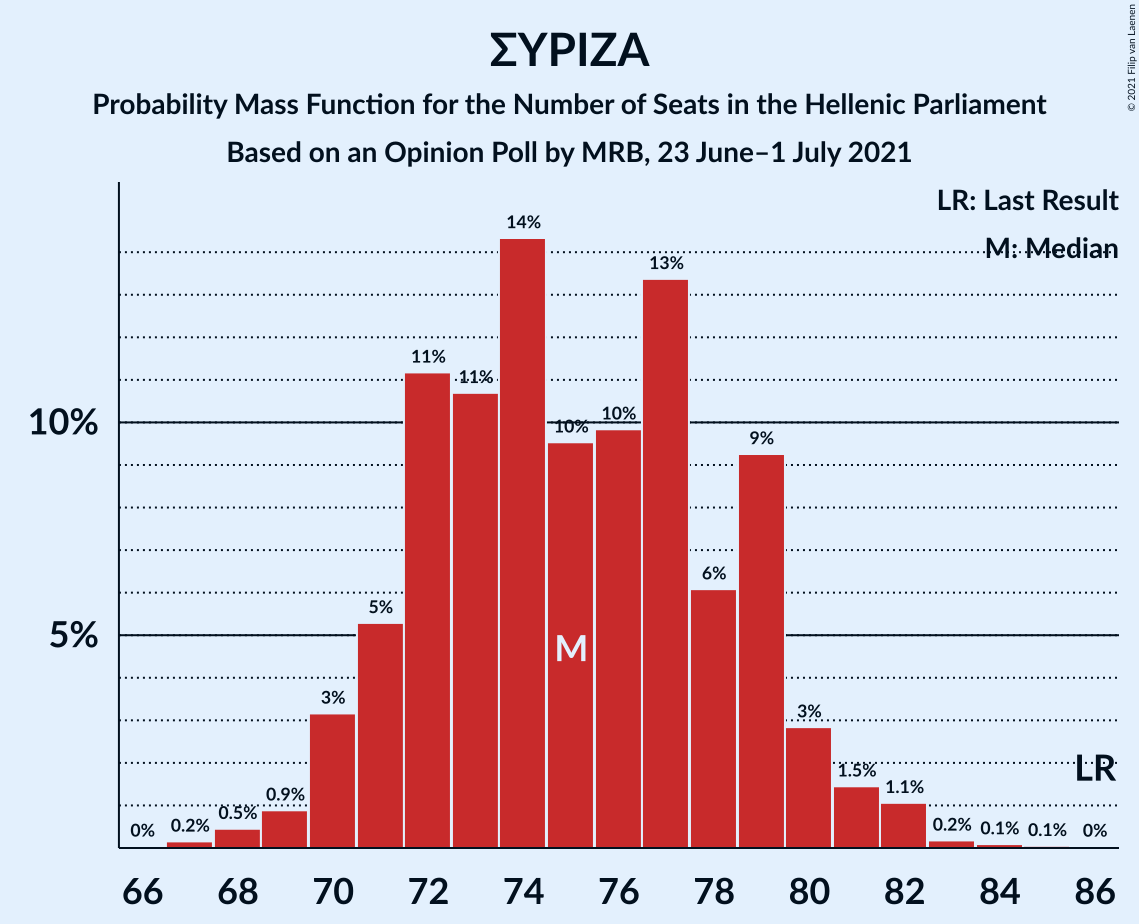 ΣΥΡΙΖΑ
Probability Mass Function for the Number of Seats in the Hellenic Parliament
Based on an Opinion Poll by MRB, 23 June–1 July 2021
© 2021 Filip van Laenen
LR: Last Result
M: Median
10%
5%
0%
0.2%
0.5%
0.9%
3%
5%
11%
11%
14%
10%
10%
13%
6%
9%
3%
1.5%
1.1%
0.2%
0.1%
0.1%
0%
M
LR
66 68 70 72 74 76 78 80 82 84 86